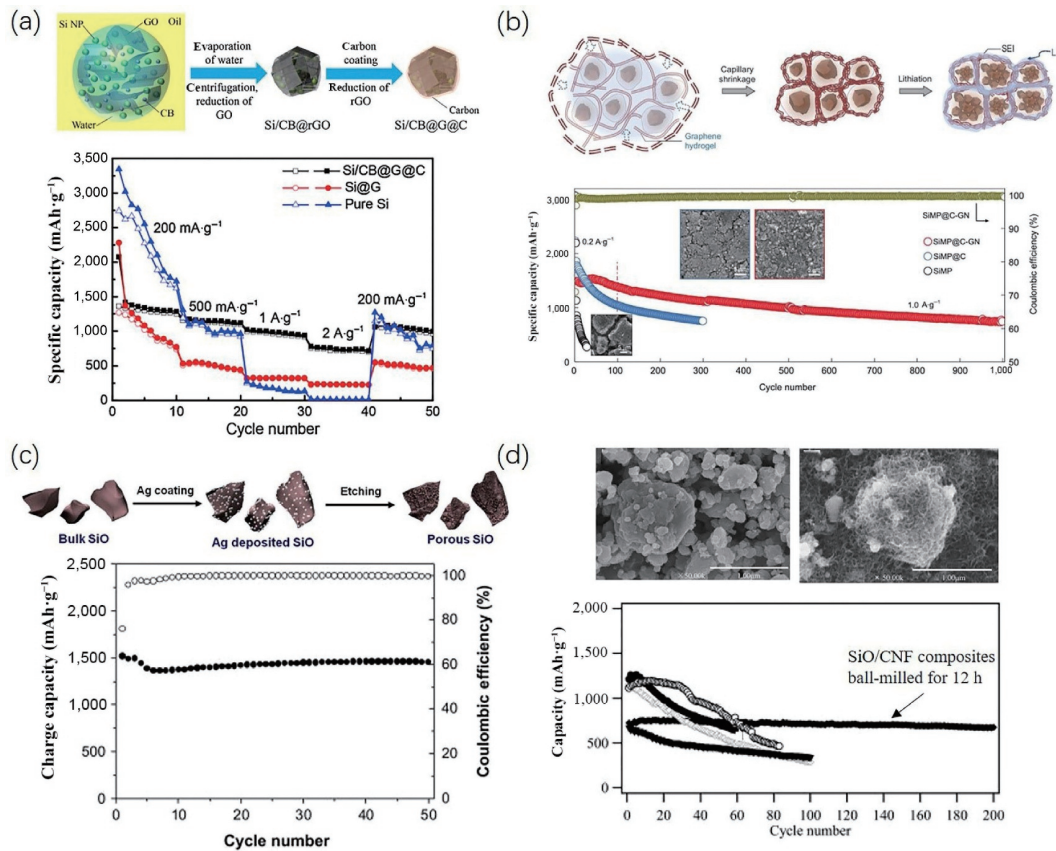 (a)
Si NP
GO
Oil
CB
Water
Evaporation
of water
Centrifugation,
reduction of
GO
Si/CB@rGO
Carbon
coating
Reduction of
rGO
Carbon
Si/CB@G@C
3,500
3,000
2,500
2,000
1,500
1,000
500
0
Specific capacity (mAh·g⁻¹)
Si/CB@G@C
Si@G
Pure Si
200 mA·g⁻¹
500 mA·g⁻¹
1 A·g⁻¹
2 A·g⁻¹
200 mA·g⁻¹
0 10 20 30 40 50
Cycle number
(b)
Capillary
shrinkage
Graphene
hydrogel
Lithiation
SEI
3,000
2,000
1,000
0
Specific capacity (mAh·g⁻¹)
0.2 A·g⁻¹
1.0 A·g⁻¹
SiMP@C-GN
SiMP@C-GN
SiMP@C
SiMP
100
90
80
70
60
50
Coulombic efficiency (%)
0 100 200 300 400 500 600 700 800 900 1,000
Cycle number
(c)
Bulk SiO
Ag coating
Ag deposited SiO
Etching
Porous SiO
2,500
2,000
1,500
1,000
500
0
Charge capacity (mAh·g⁻¹)
100
80
60
40
20
0
Coulombic efficiency (%)
0 10 20 30 40 50
Cycle number
(d)
× 50.00k 1.00μm
× 50.00k 1.00μm
2,000
1,500
1,000
500
0
Capacity (mAh·g⁻¹)
SiO/CNF composites
ball-milled for 12 h
0 20 40 60 80 100 120 140 160 180 200
Cycle number